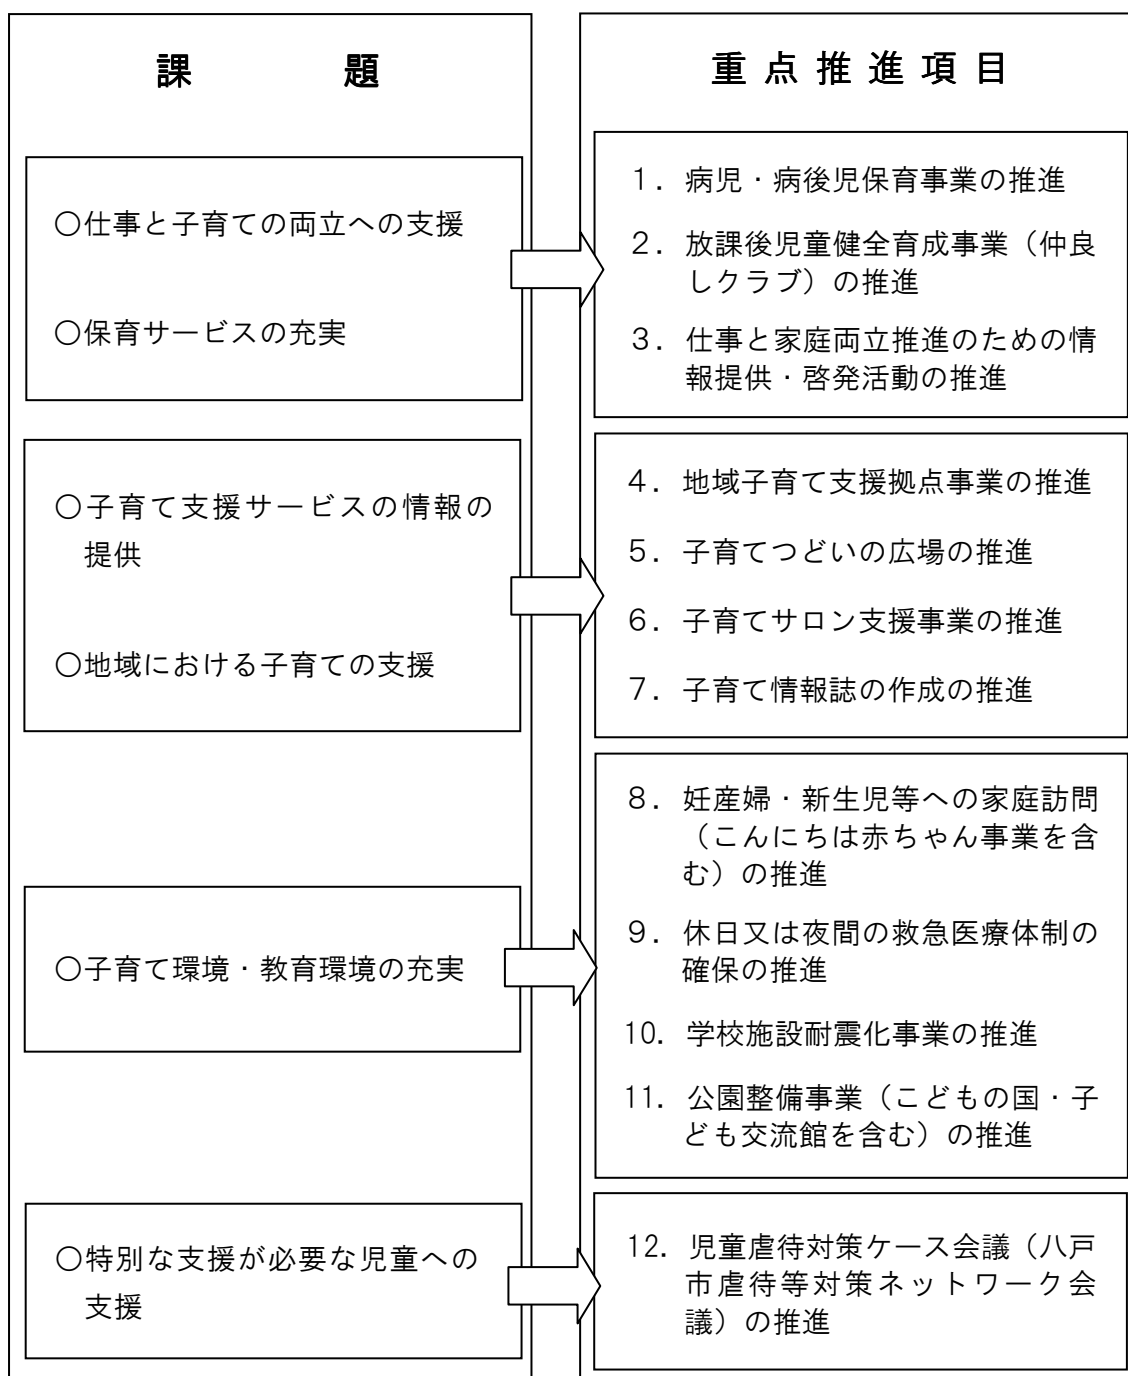 課　題
○仕事と子育ての両立への支援
○保育サービスの充実
○子育て支援サービスの情報の
提供
○地域における子育ての支援
○子育て環境・教育環境の充実
○特別な支援が必要な児童への
支援
重点推進項目
1．病児・病後児保育事業の推進
2．放課後児童健全育成事業（仲良
しクラブ）の推進
3．仕事と家庭両立推進のための情
報提供・啓発活動の推進
4．地域子育て支援拠点事業の推進
5．子育てつどいの広場の推進
6．子育てサロン支援事業の推進
7．子育て情報誌の作成の推進
8．妊産婦・新生児等への家庭訪問
（こんにちは赤ちゃん事業を含
む）の推進
9．休日又は夜間の救急医療体制の
確保の推進
10．学校施設耐震化事業の推進
11．公園整備事業（こどもの国・子
ども交流館を含む）の推進
12．児童虐待対策ケース会議（八戸
市虐待等対策ネットワーク会
議）の推進